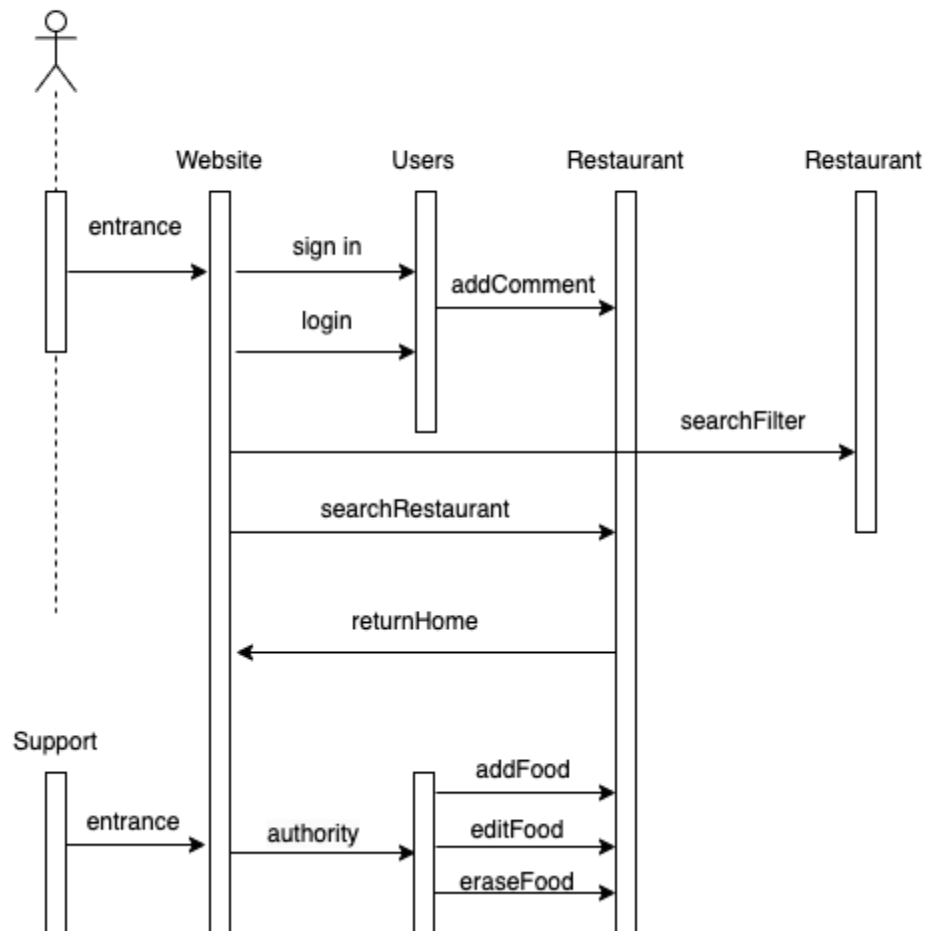 Website
Users
Restaurant
Restaurant
entrance
sign in
addComment
login
searchFilter
searchRestaurant
returnHome
Support
addFood
entrance
authority
editFood
eraseFood